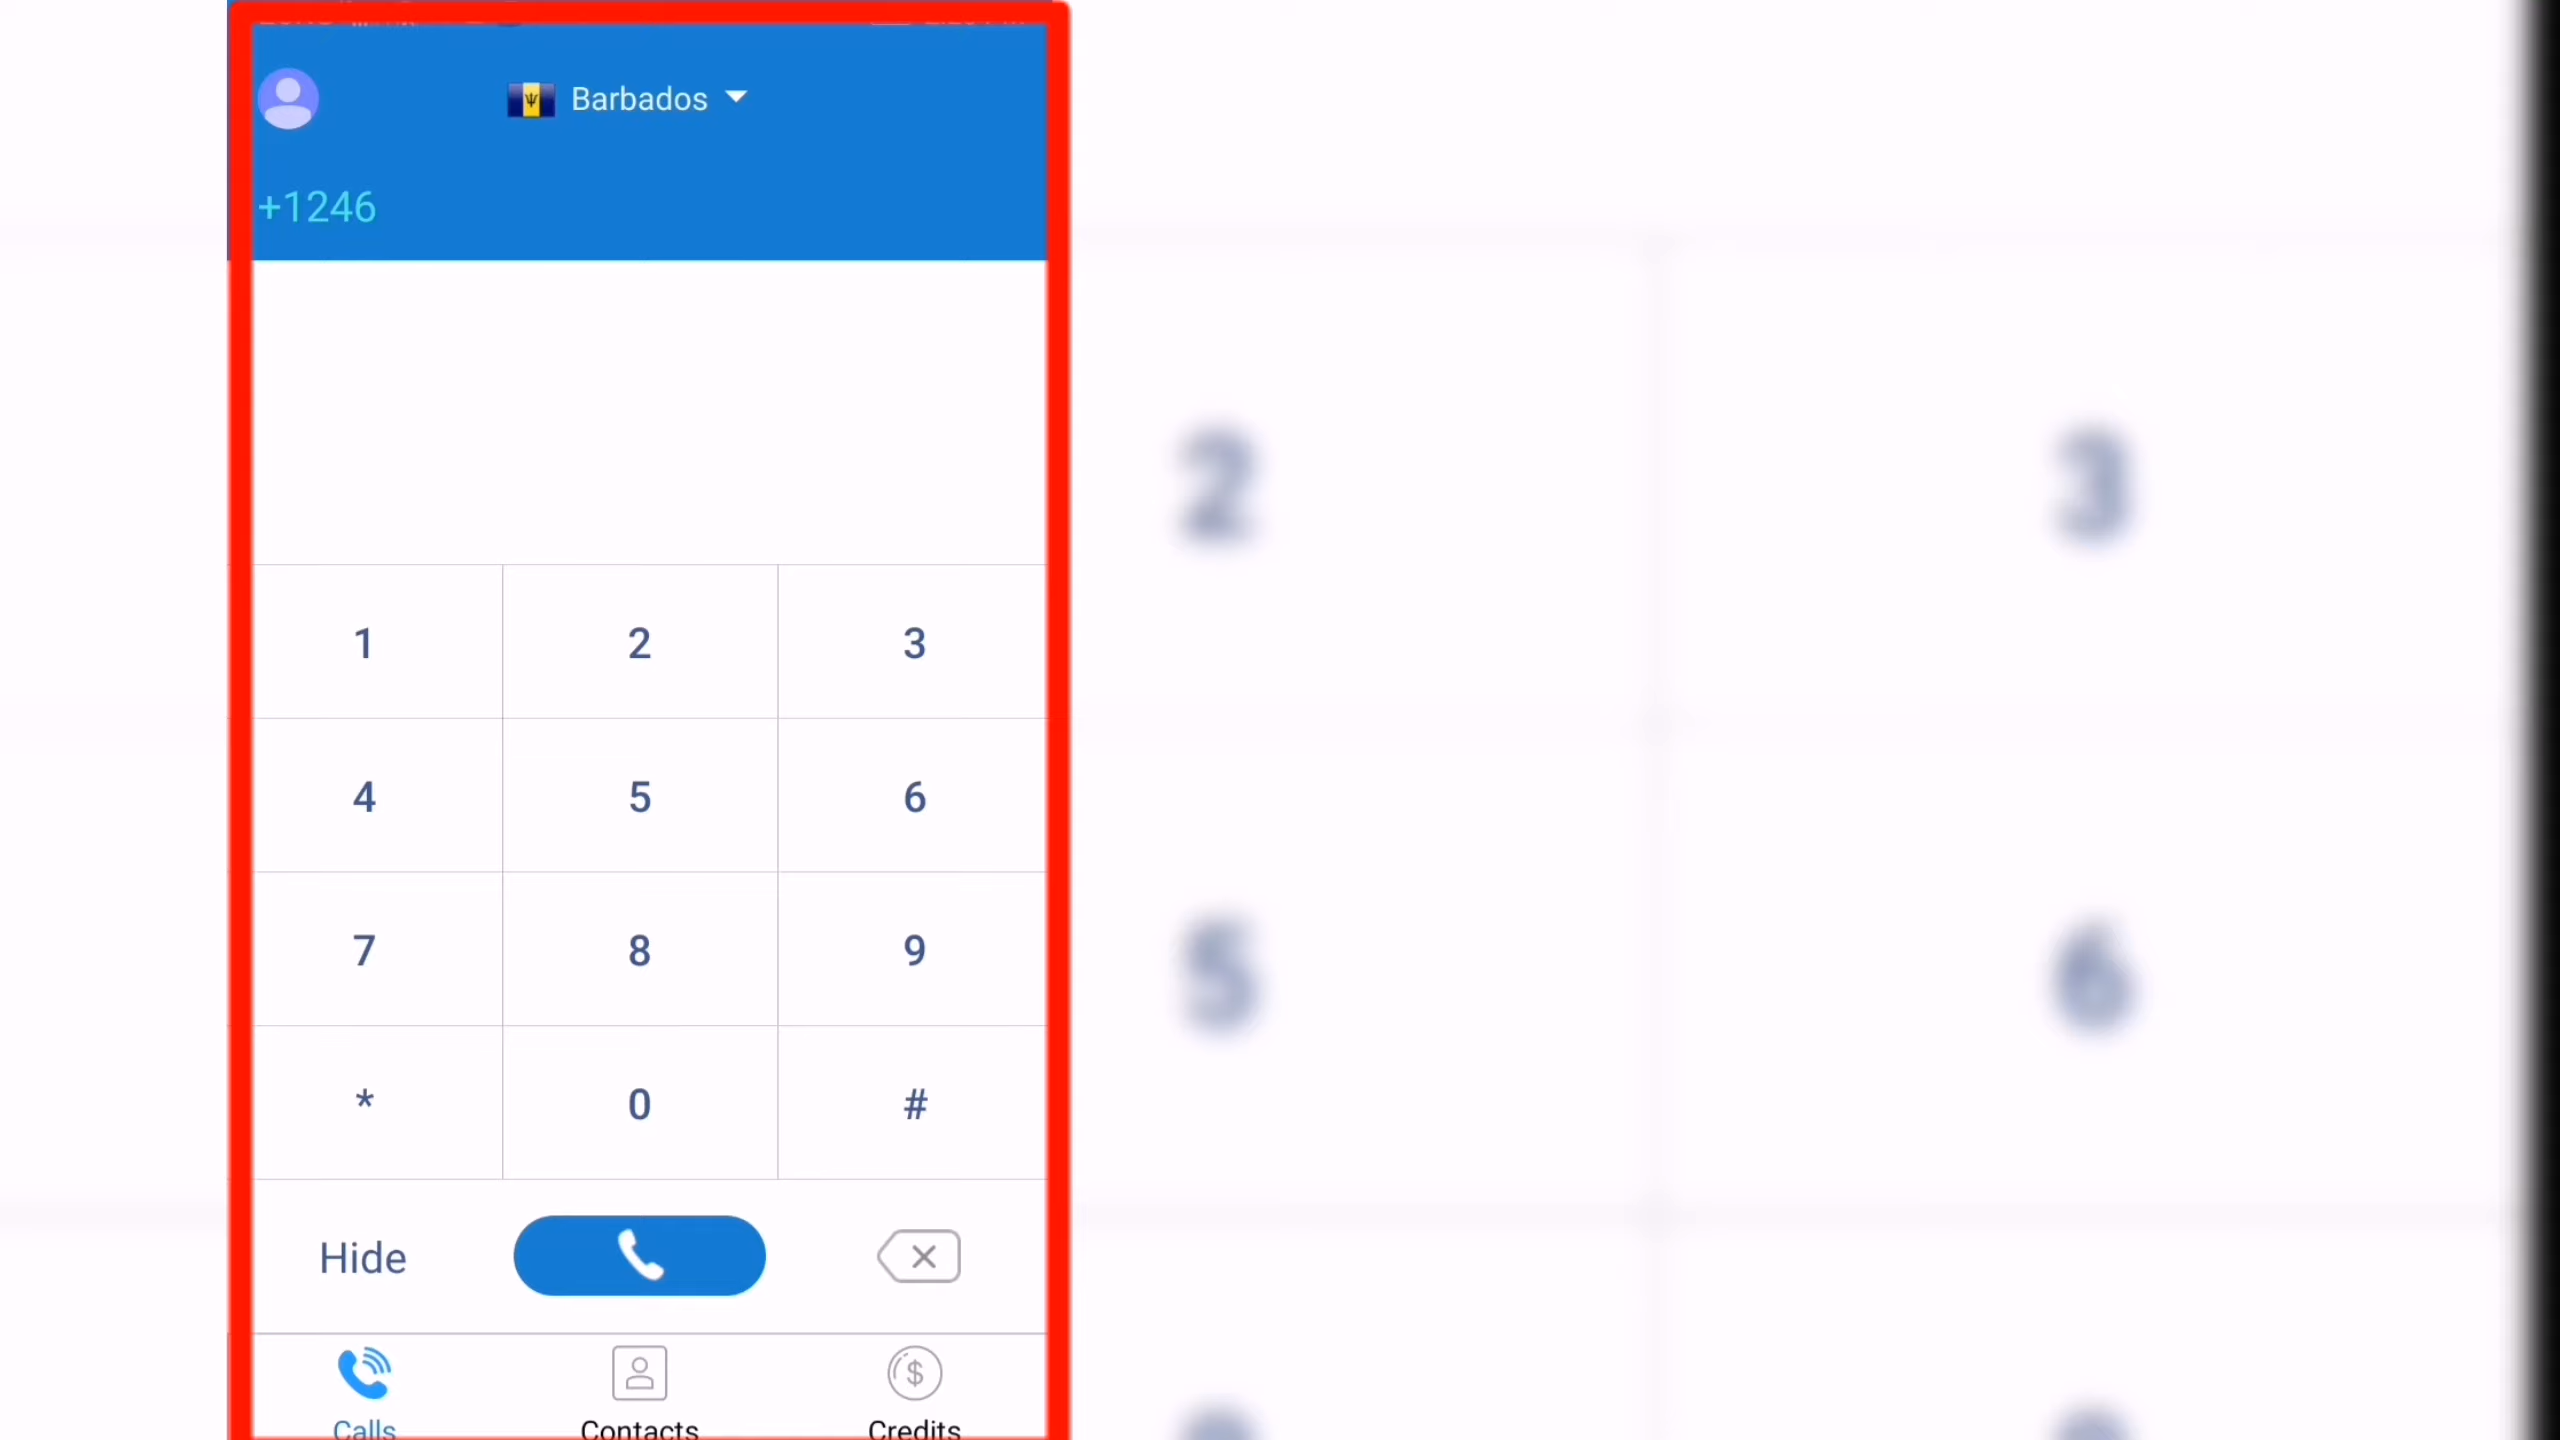 Barbados
+1246
1 2 3
4 5 6
7 8 9
* 0 #
Hide
Calls Contacts Credits
2 3
5 6